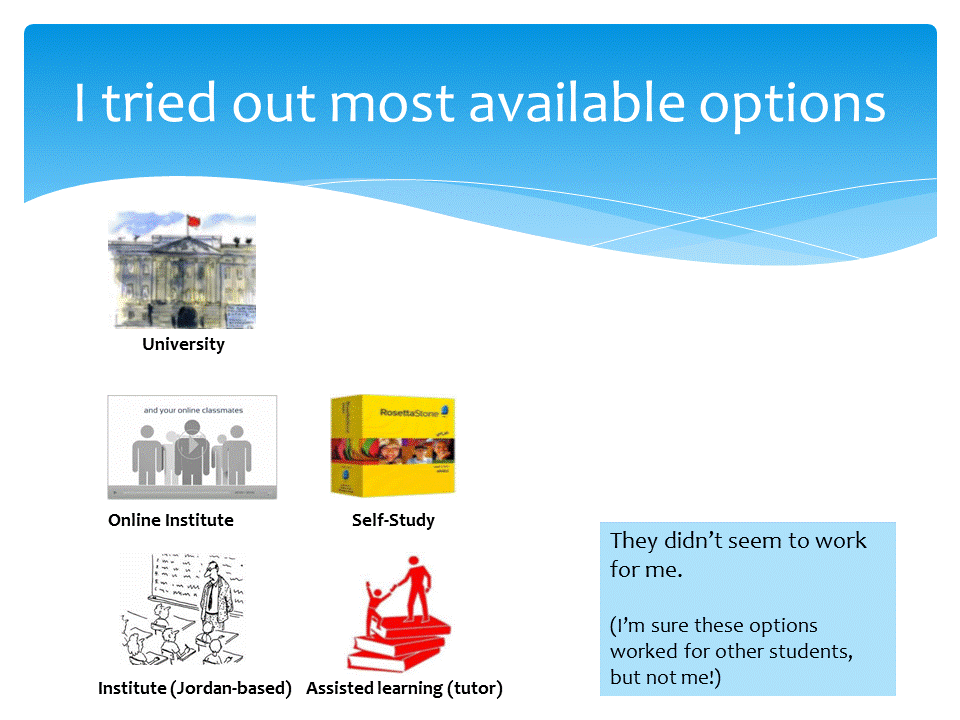 I tried out most available options
University
and your online classmates
Online Institute
RosettaStone
Self-Study
Institute (Jordan-based)
Assisted learning (tutor)
They didn’t seem to work
for me.
(I’m sure these options
worked for other students,
but not me!)